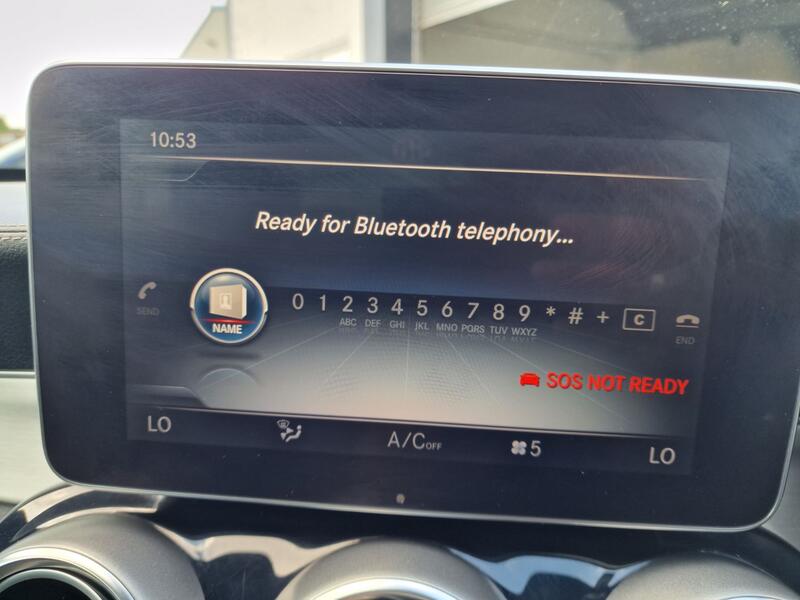 10:53
Ready for Bluetooth telephony...
SEND
NAME
0 1 2 3 4 5 6 7 8 9 * # + C
ABC DEF GHI JKL MNO PQRS TUV WXYZ
END
SOS NOT READY
LO A/C OFF 5 LO